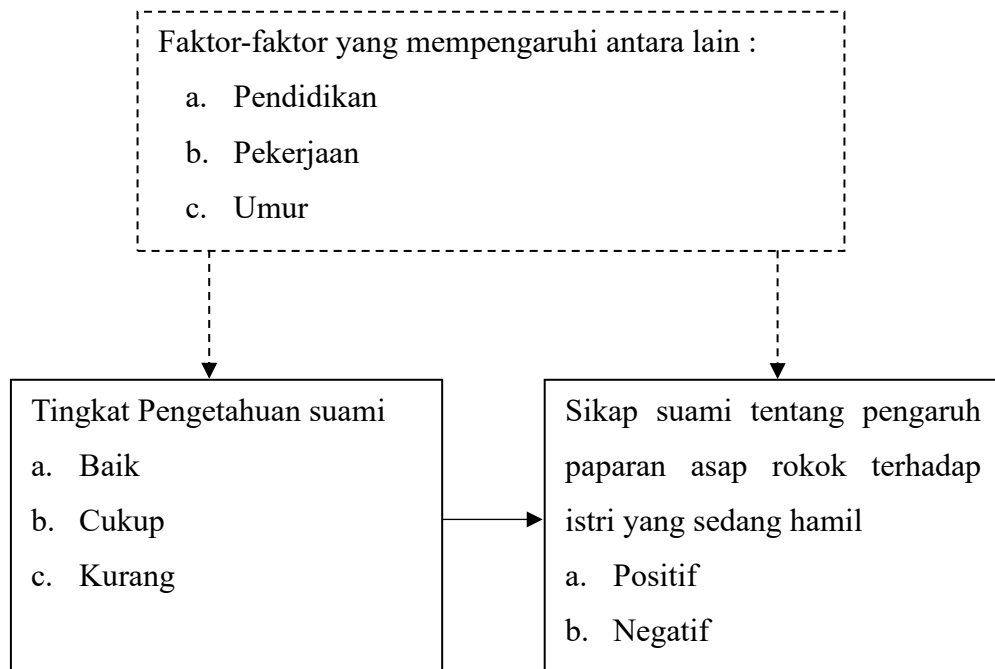 Faktor-faktor yang mempengaruhi antara lain :
a. Pendidikan
b. Pekerjaan
c. Umur
Tingkat Pengetahuan suami
a. Baik
b. Cukup
c. Kurang
Sikap suami tentang pengaruh
paparan asap rokok terhadap
istri yang sedang hamil
a. Positif
b. Negatif